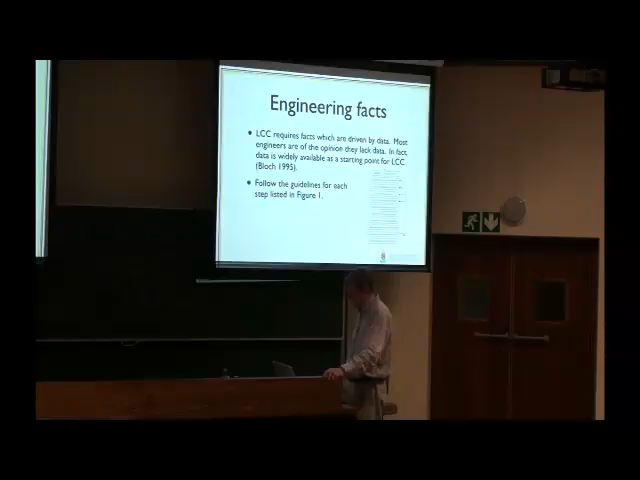 Engineering facts
• LCC requires facts which are driven by data. Most
engineers are of the opinion they lack data. In fact,
data is widely available as a starting point for LCC
(Bloch 1995).
• Follow the guidelines for each
step listed in Figure 1.